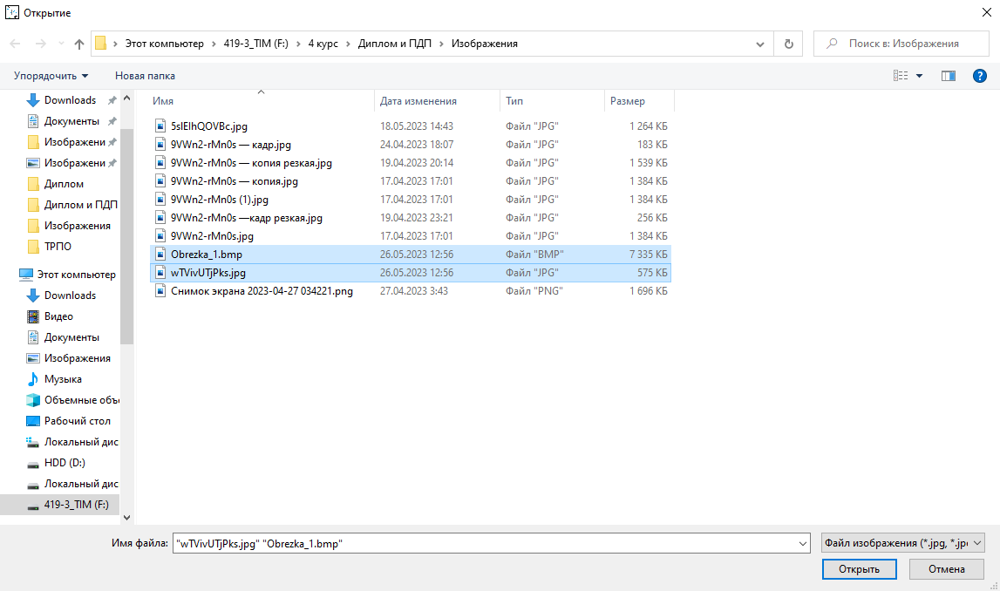 Открытие
Этот компьютер › 419-3_TIM (F:) › 4 курс › Диплом и ПДП › Изображения
Поиск в: Изображения
Упорядочить
Новая папка
Downloads
Документы
Изображени
Изображени
Диплом
Диплом и ПДП
Изображения
ТРПО
Этот компьютер
Downloads
Видео
Документы
Изображения
Музыка
Объемные объ
Рабочий стол
Локальный дис
HDD (D:)
Локальный дис
419-3_TIM (F:)
Имя Дата изменения Тип Размер
5slElhQOVBc.jpg 18.05.2023 14:43 Файл "JPG" 1 264 КБ
9VWn2-rMn0s — кадр.jpg 24.04.2023 18:07 Файл "JPG" 183 КБ
9VWn2-rMn0s — копия резкая.jpg 19.04.2023 20:14 Файл "JPG" 1 539 КБ
9VWn2-rMn0s — копия.jpg 17.04.2023 17:01 Файл "JPG" 1 384 КБ
9VWn2-rMn0s (1).jpg 17.04.2023 17:01 Файл "JPG" 1 384 КБ
9VWn2-rMn0s —кадр резкая.jpg 19.04.2023 23:21 Файл "JPG" 256 КБ
9VWn2-rMn0s.jpg 17.04.2023 17:01 Файл "JPG" 1 384 КБ
Obrezka_1.bmp 26.05.2023 12:56 Файл "BMP" 7 335 КБ
wTVivUTjPks.jpg 26.05.2023 12:56 Файл "JPG" 575 КБ
Снимок экрана 2023-04-27 034221.png 27.04.2023 3:43 Файл "PNG" 1 696 КБ
Имя файла: "wTVivUTjPks.jpg" "Obrezka_1.bmp"
Файл изображения (*.jpg, *.jp
Открыть
Отмена